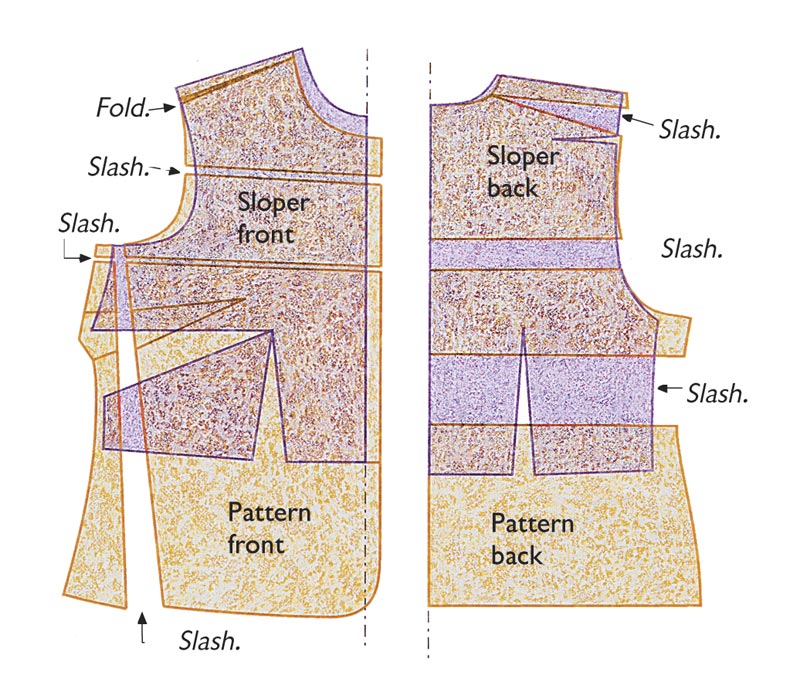 Fold.
Slash.
Slash.
Sloper
front
Pattern
front
Slash.
Slash.
Sloper
back
Slash.
Slash.
Pattern
back